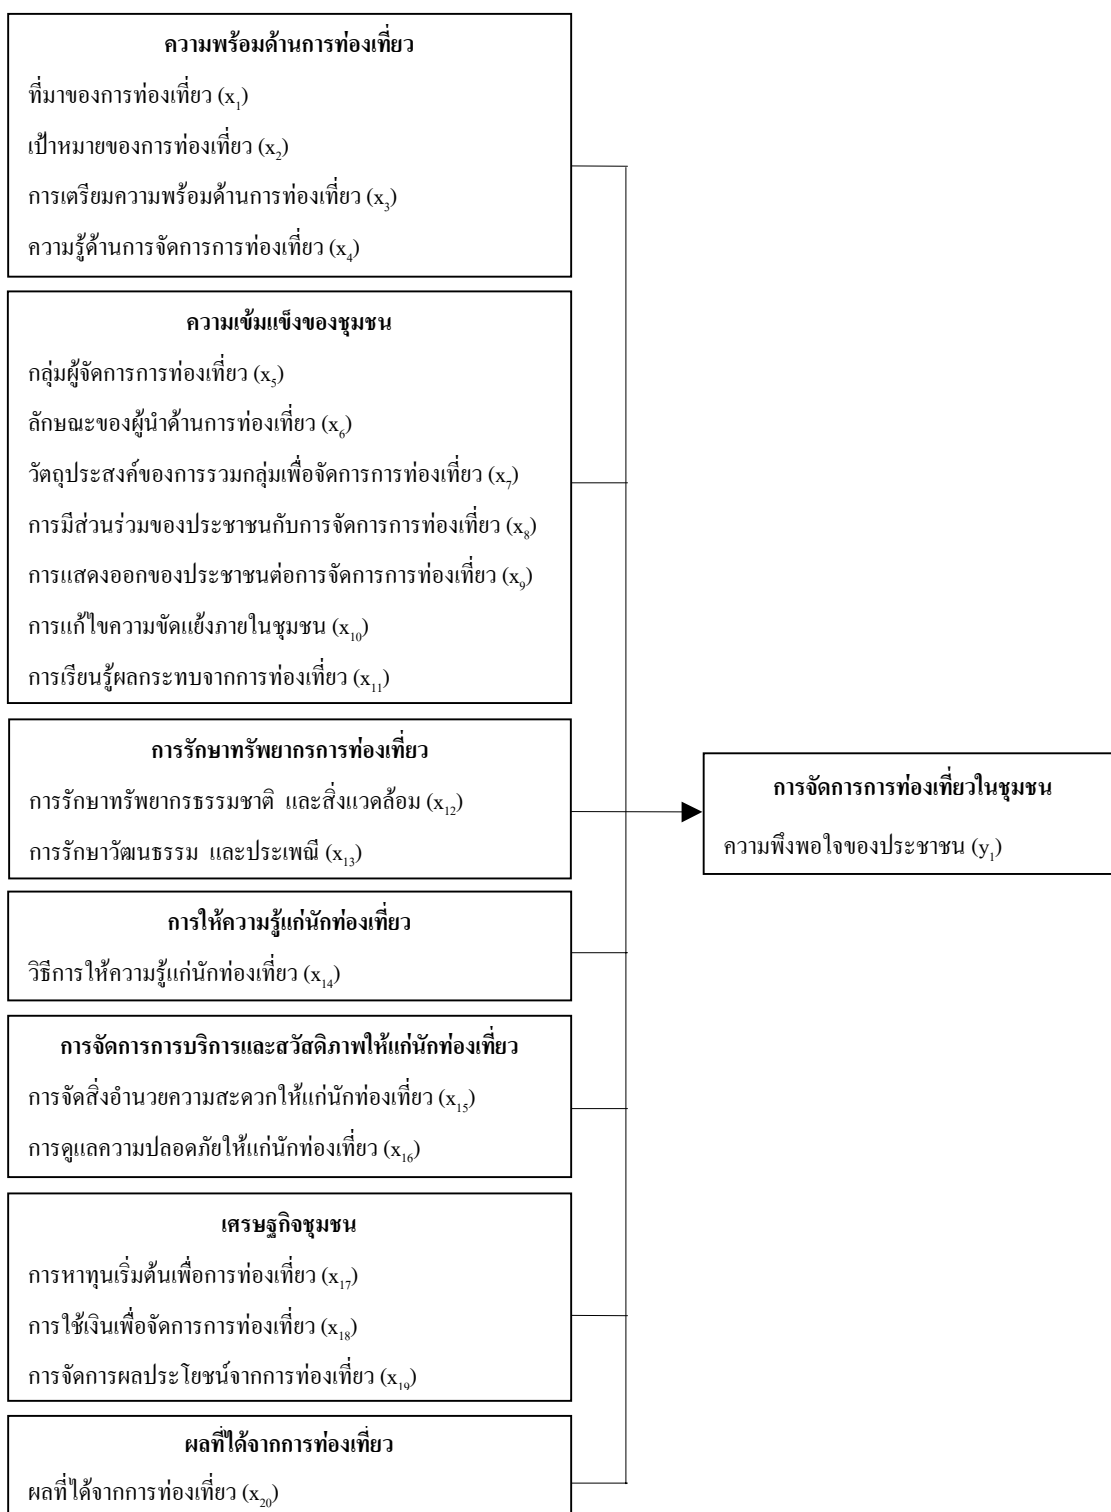 ความพร้อมด้านการท่องเที่ยว
ที่มาของการท่องเที่ยว (x₁)
เป้าหมายของการท่องเที่ยว (x₂)
การเตรียมความพร้อมด้านการท่องเที่ยว (x₃)
ความรู้ด้านการจัดการการท่องเที่ยว (x₄)
ความเข้มแข็งของชุมชน
กลุ่มผู้จัดการการท่องเที่ยว (x₅)
ลักษณะของผู้นำด้านการท่องเที่ยว (x₆)
วัตถุประสงค์ของการรวมกลุ่มเพื่อจัดการการท่องเที่ยว (x₇)
การมีส่วนร่วมของประชาชนกับการจัดการการท่องเที่ยว (x₈)
การแสดงออกของประชาชนต่อการจัดการการท่องเที่ยว (x₉)
การแก้ไขความขัดแย้งภายในชุมชน (x₁₀)
การเรียนรู้ผลกระทบจากการท่องเที่ยว (x₁₁)
การรักษาทรัพยากรการท่องเที่ยว
การรักษาทรัพยากรธรรมชาติ และสิ่งแวดล้อม (x₁₂)
การรักษาวัฒนธรรม และประเพณี (x₁₃)
การให้ความรู้แก่นักท่องเที่ยว
วิธีการให้ความรู้แก่นักท่องเที่ยว (x₁₄)
การจัดการการบริการและสวัสดิภาพให้แก่นักท่องเที่ยว
การจัดสิ่งอำนวยความสะดวกให้แก่นักท่องเที่ยว (x₁₅)
การดูแลความปลอดภัยให้แก่นักท่องเที่ยว (x₁₆)
เศรษฐกิจชุมชน
การหาทุนเริ่มต้นเพื่อการท่องเที่ยว (x₁₇)
การใช้เงินเพื่อจัดการการท่องเที่ยว (x₁₈)
การจัดการผลประโยชน์จากการท่องเที่ยว (x₁₉)
ผลที่ได้จากการท่องเที่ยว
ผลที่ได้จากการท่องเที่ยว (x₂₀)
การจัดการการท่องเที่ยวในชุมชน
ความพึงพอใจของประชาชน (y₁)